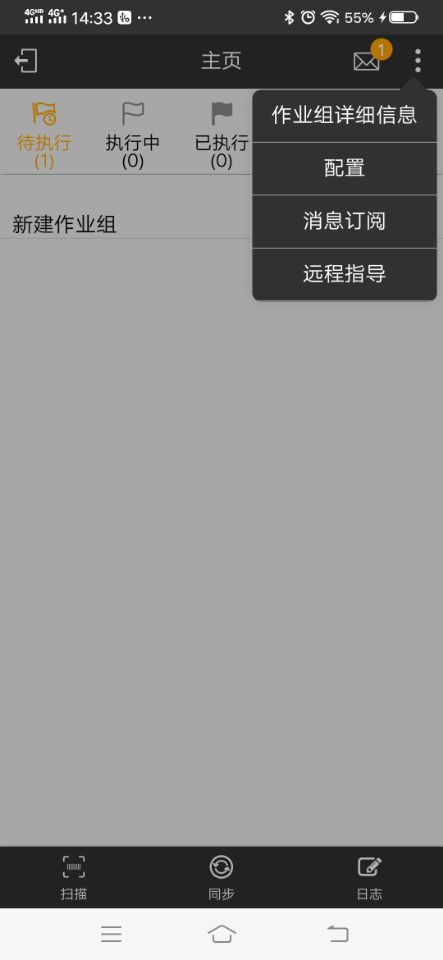 4GHD 4G+ 14:33 ... 55%
主页
1
待执行
(1)
执行中
(0)
已执行
(0)
作业组详细信息
配置
消息订阅
远程指导
新建作业组
扫描
同步
日志